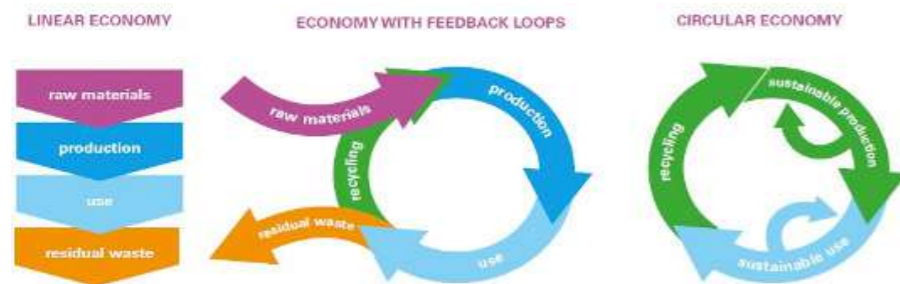 LINEAR ECONOMY
raw materials
production
use
residual waste
ECONOMY WITH FEEDBACK LOOPS
raw materials
production
recycling
residual waste
use
CIRCULAR ECONOMY
sustainable production
recycling
sustainable use